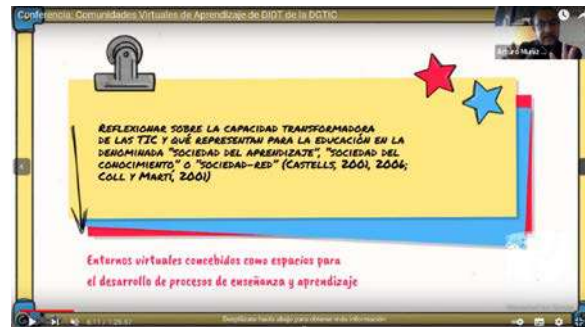 Conferencia: Comunidades Virtuales de Aprendizaje de DIDT de la DGTIC
Arturo Muñiz
REFLEXIONAR SOBRE LA CAPACIDAD TRANSFORMADORA
DE LAS TIC Y QUÉ REPRESENTAN PARA LA EDUCACIÓN EN LA
DENOMINADA "SOCIEDAD DEL APRENDIZAJE", "SOCIEDAD DEL
CONOCIMIENTO" O "SOCIEDAD-RED" (CASTELLS, 2001, 2006;
COLL Y MARTÍ, 2001)
Entornos virtuales concebidos como espacios para
el desarrollo de procesos de enseñanza y aprendizaje
Desplázate hacia abajo para obtener más información